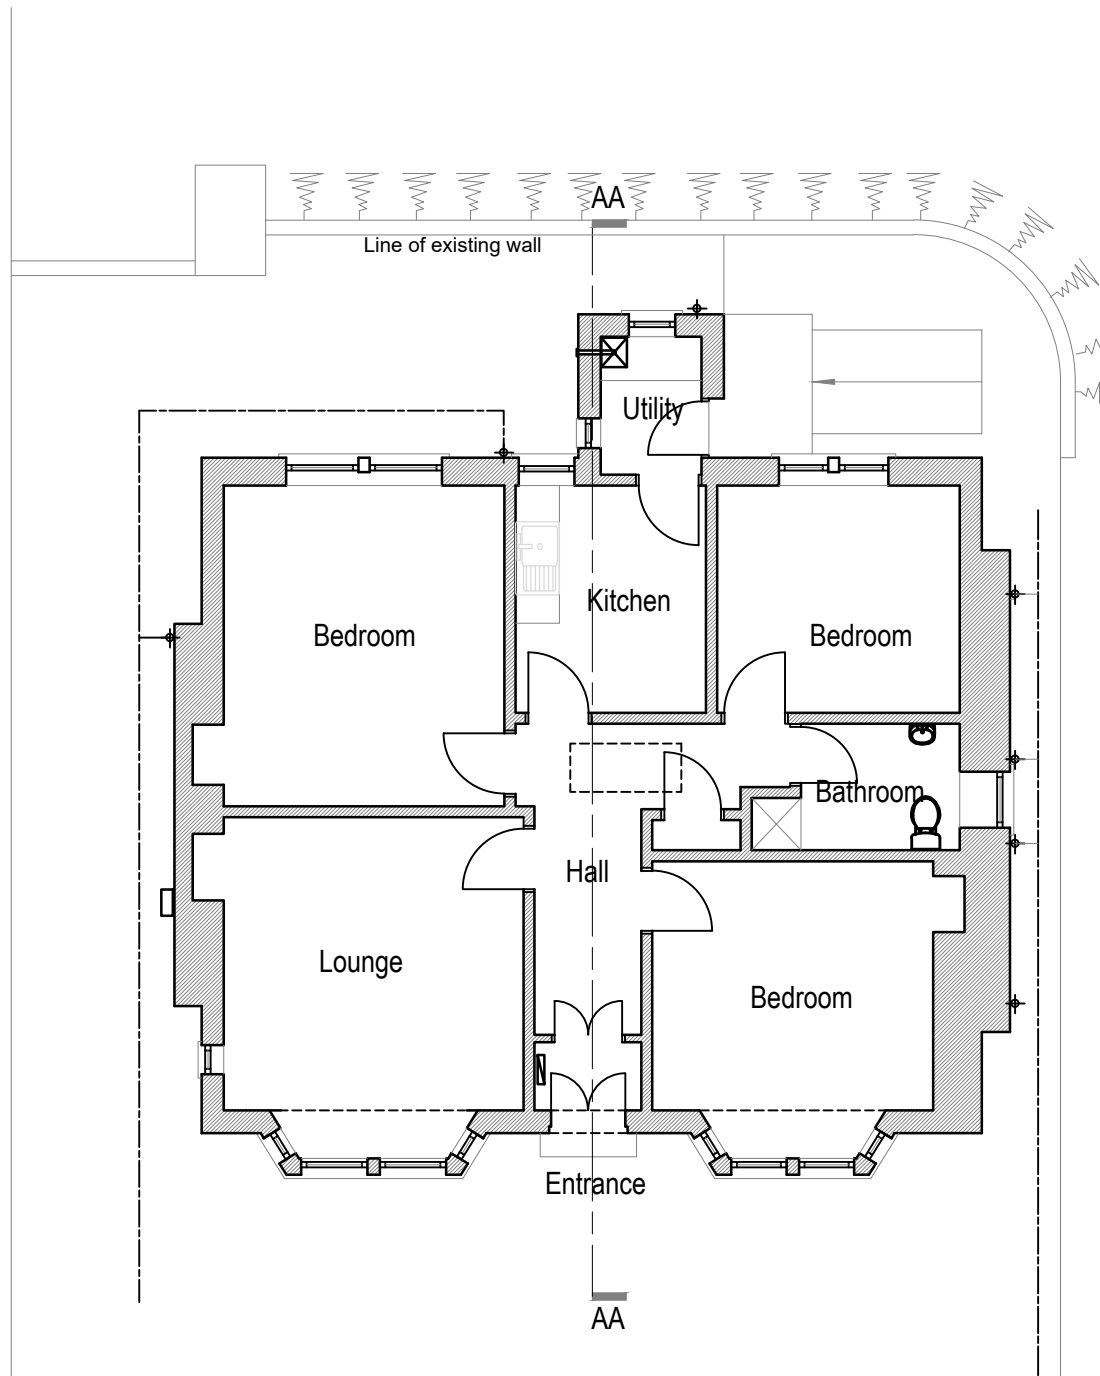 AA
Line of existing wall
Utility
Kitchen
Bedroom
Bedroom
Bathroom
Hall
Lounge
Bedroom
Entrance
AA